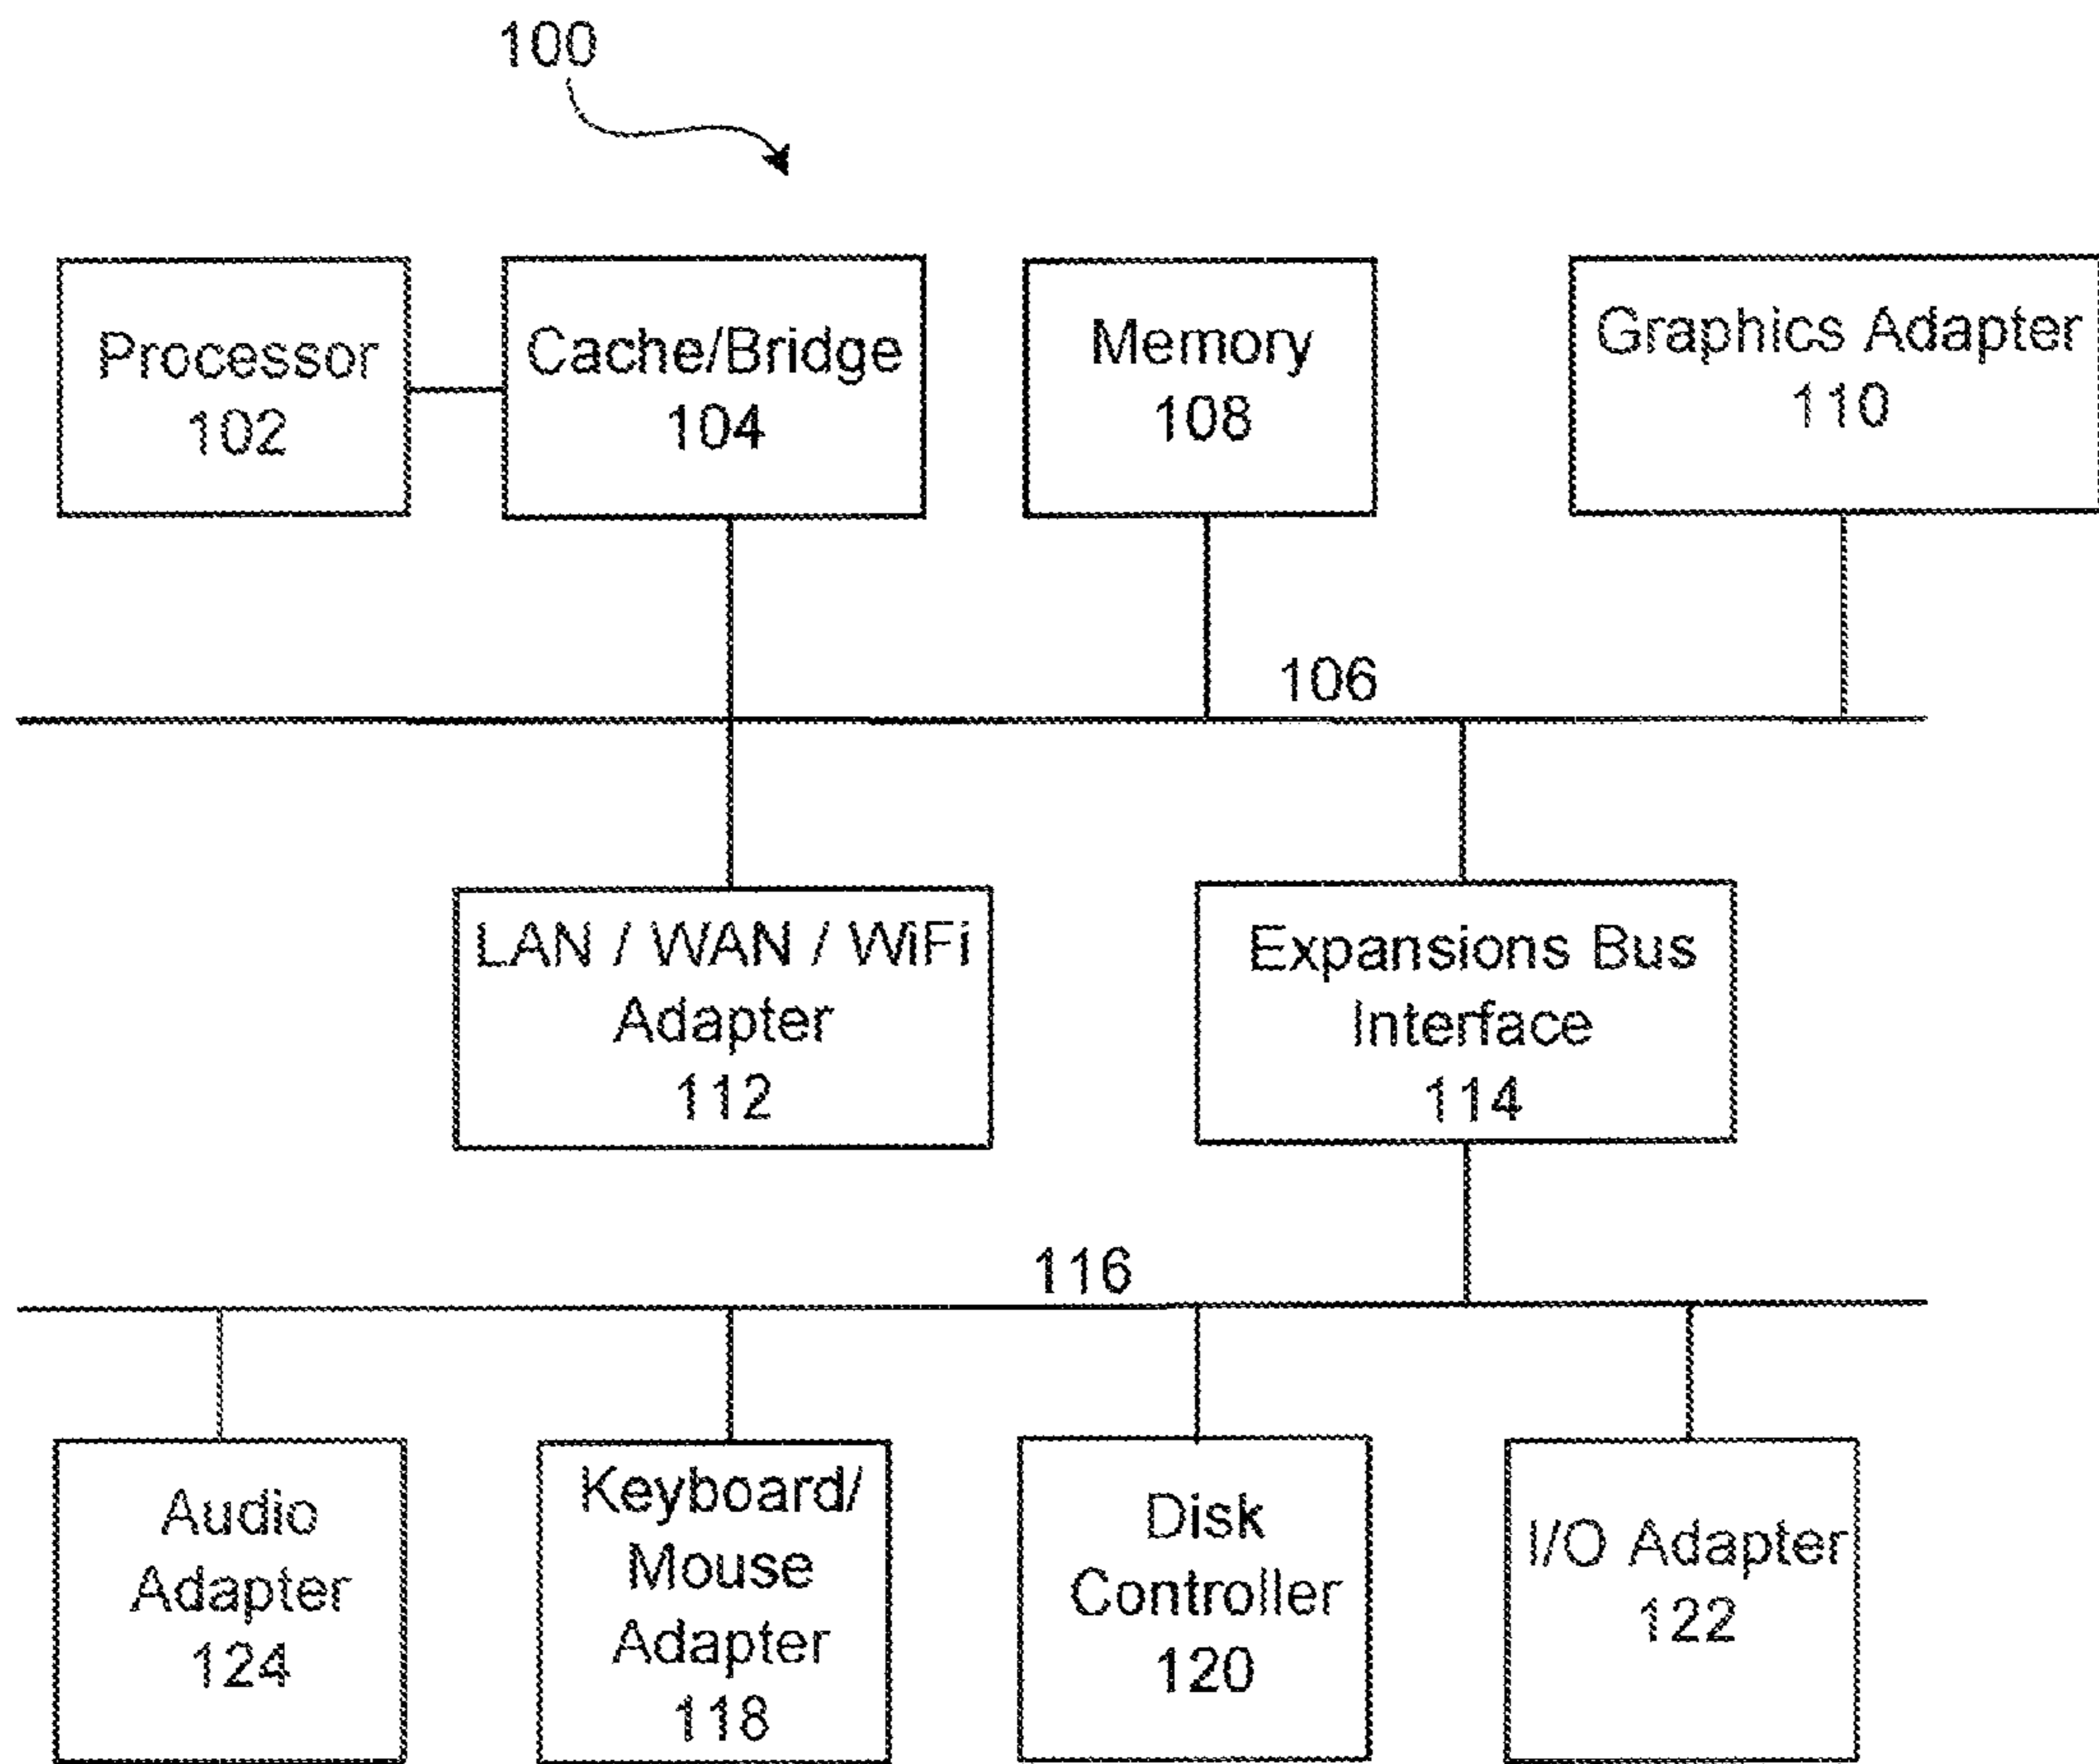 100
Processor
102
Cache/Bridge
104
Memory
108
Graphics Adapter
110
106
LAN / WAN / WiFi
Adapter
112
Expansions Bus
Interface
114
116
Audio
Adapter
124
Keyboard/
Mouse
Adapter
118
Disk
Controller
120
I/O Adapter
122